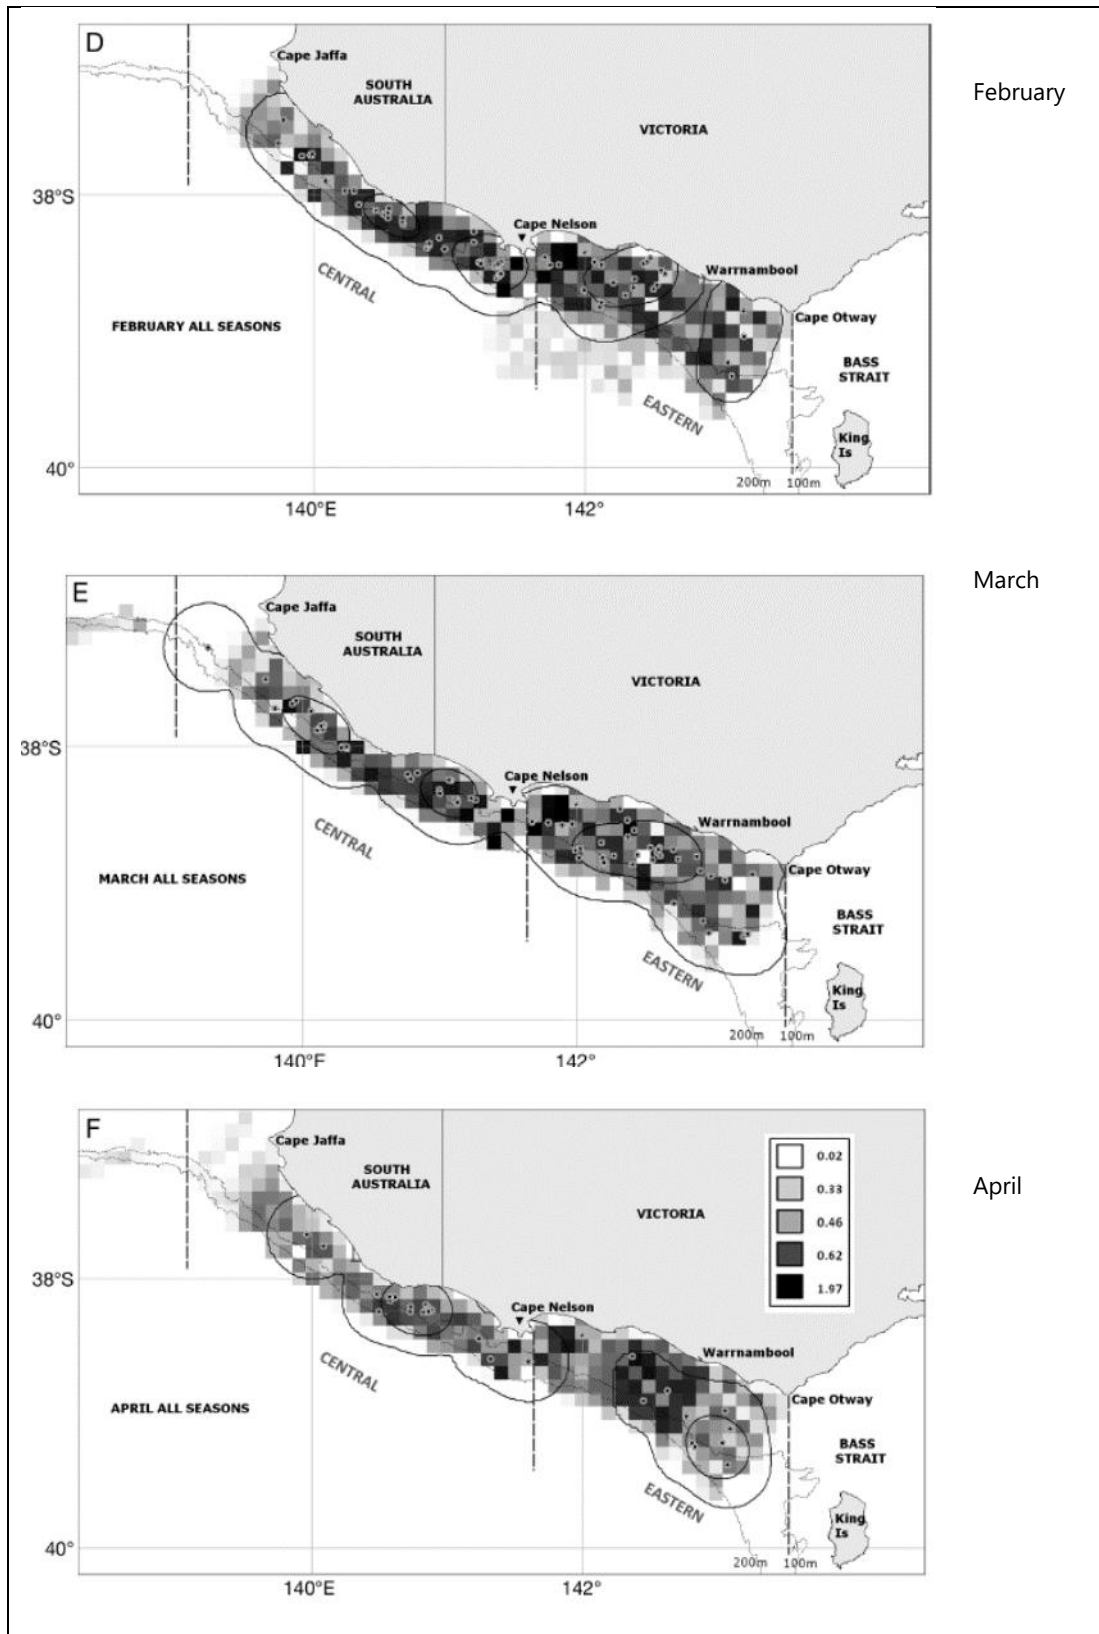 D
Cape Jaffa
SOUTH
AUSTRALIA
VICTORIA
February
38°S
Cape Nelson
CENTRAL
Warrnambool
Cape Otway
FEBRUARY ALL SEASONS
BASS
STRAIT
EASTERN
King
Is
40°
200m
100m
140°E
142°
E
March
Cape Jaffa
SOUTH
AUSTRALIA
VICTORIA
38°S
Cape Nelson
CENTRAL
Warrnambool
Cape Otway
MARCH ALL SEASONS
BASS
STRAIT
EASTERN
King
Is
40°
200m
100m
140°E
142°
F
Cape Jaffa
0.02
SOUTH
AUSTRALIA
0.33
April
VICTORIA
0.46
0.62
38°S
1.97
Cape Nelson
Warrnambool
CENTRAL
Cape Otway
APRIL ALL SEASONS
BASS
STRAIT
EASTERN
King
Is
40°
200m
100m
140°E
142°